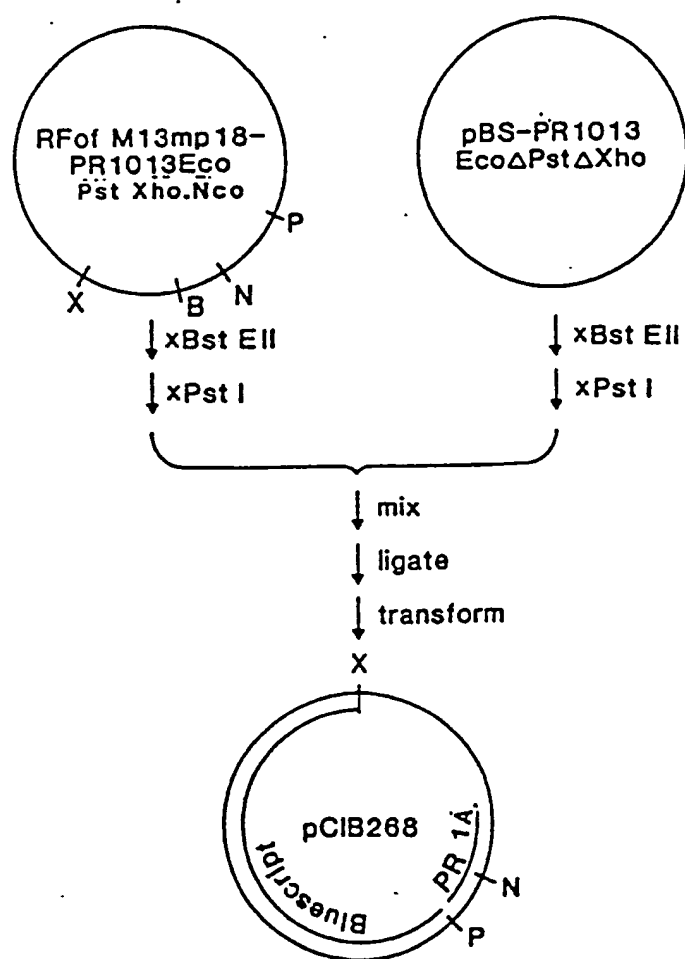 RFof M13mp18-
PR1013Eco
Pst Xho.Nco
P
N
B
X
pBS-PR1013
EcoΔPstΔXho
xBst EII
xPst I
xBst EII
xPst I
mix
ligate
transform
X
pCIB268
PR 1A.
Bluescript
N
P